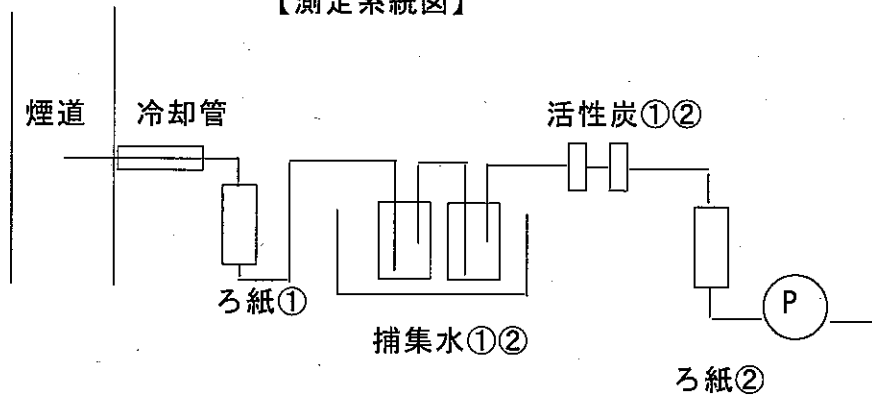 【測定系統図】
煙道
冷却管
活性炭①②
ろ紙①
捕集水①②
P
ろ紙②